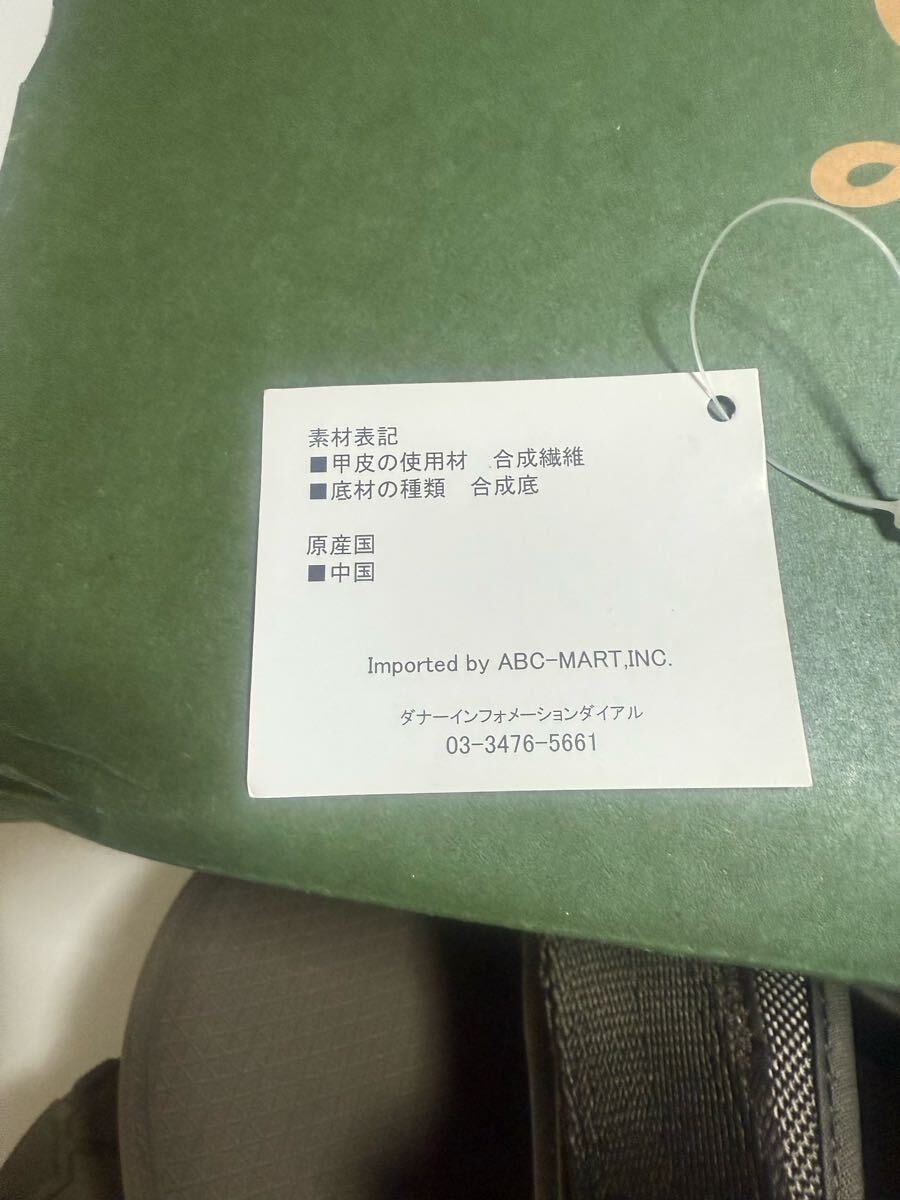 素材表記
■甲皮の使用材　合成繊維
■底材の種類　合成底
原産国
■中国
Imported by ABC-MART,INC.
ダナーインフォメーションダイアル
03-3476-5661